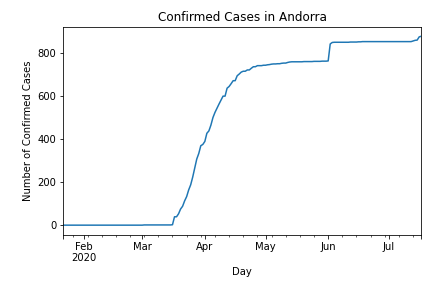 Confirmed Cases in Andorra
Number of Confirmed Cases
800
600
400
200
0
Feb Mar Apr May Jun Jul
2020
Day